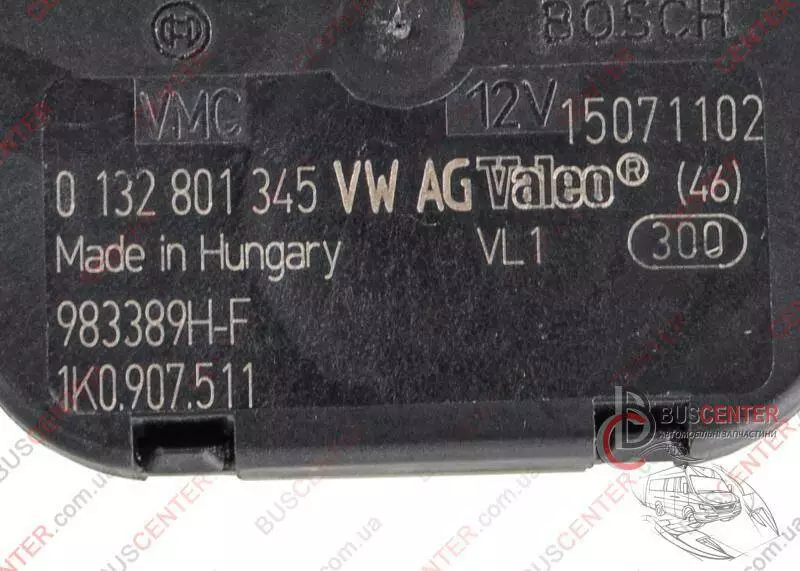 BOSCH
VMC 12V 15071102
0 132 801 345 VW AG Valeo® (46)
Made in Hungary VL1 300
983389H-F
1K0.907.511
BUSCENTER
АВТОМОБІЛЬНІ ЗАПЧАСТИНИ
BUSCENTER.com.ua